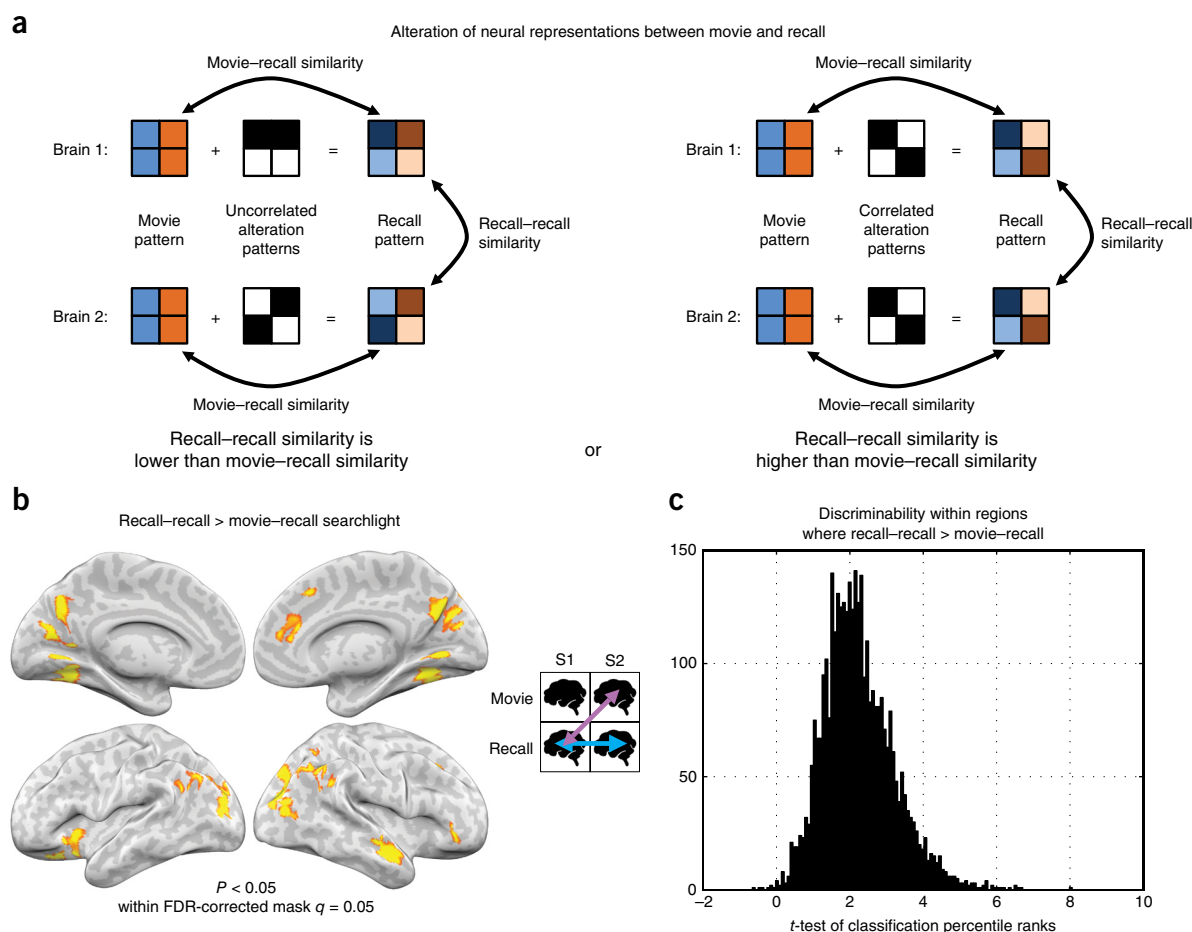 a
Alteration of neural representations between movie and recall
Movie–recall similarity
Brain 1:
+
=
Movie
pattern
Uncorrelated
alteration
patterns
Recall
pattern
Recall–recall
similarity
Brain 2:
+
=
Movie–recall similarity
Recall–recall similarity is
lower than movie–recall similarity
or
Movie–recall similarity
Brain 1:
+
=
Movie
pattern
Correlated
alteration
patterns
Recall
pattern
Recall–recall
similarity
Brain 2:
+
=
Movie–recall similarity
Recall–recall similarity is
higher than movie–recall similarity
b
Recall–recall > movie–recall searchlight
S1 S2
Movie
Recall
P < 0.05
within FDR-corrected mask q = 0.05
c
Discriminability within regions
where recall–recall > movie–recall
150
100
50
0
–2 0 2 4 6 8 10
t-test of classification percentile ranks